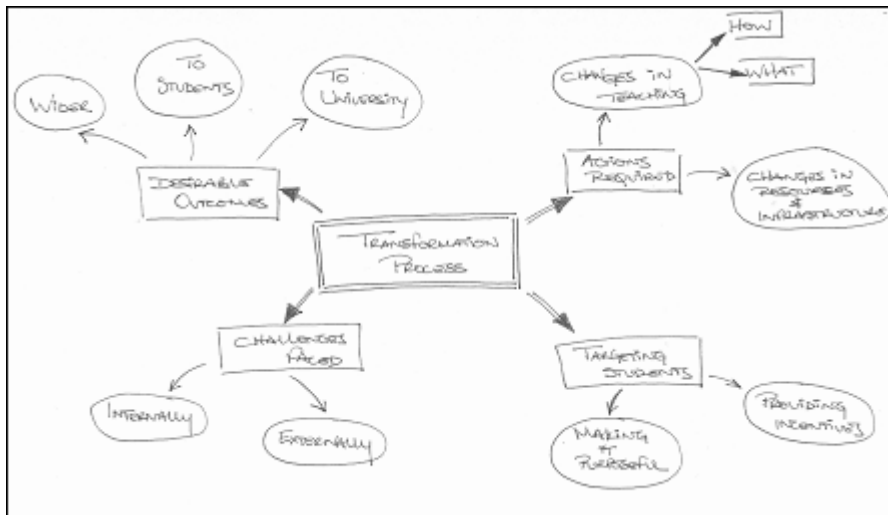 HOW
TO
STUDENTS
TO
UNIVERSITY
CHANGES IN
TEACHING
WHAT
WIDER
DESIRABLE
OUTCOMES
ACTIONS
REQUIRED
CHANGES IN
RESOURCES
&
INFRASTRUCTURE
TRANSFORMATION
PROCESS
CHALLENGES
FACED
TARGETING
STUDENTS
INTERNALLY
EXTERNALLY
MAKING
PURPOSEFUL
PROVIDING
INCENTIVES